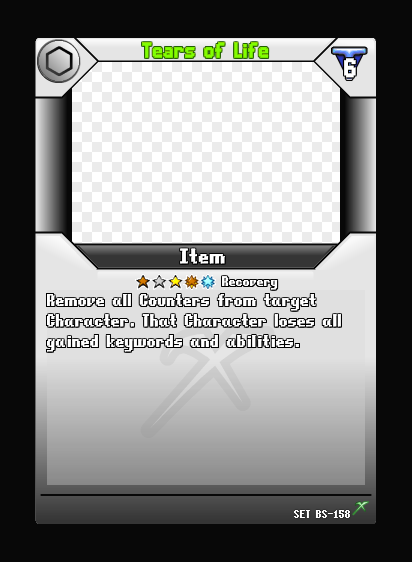 Tears of Life
6
Item
Recovery
Remove all Counters from target
Character. That Character loses all
gained keywords and abilities.
SET BS-158